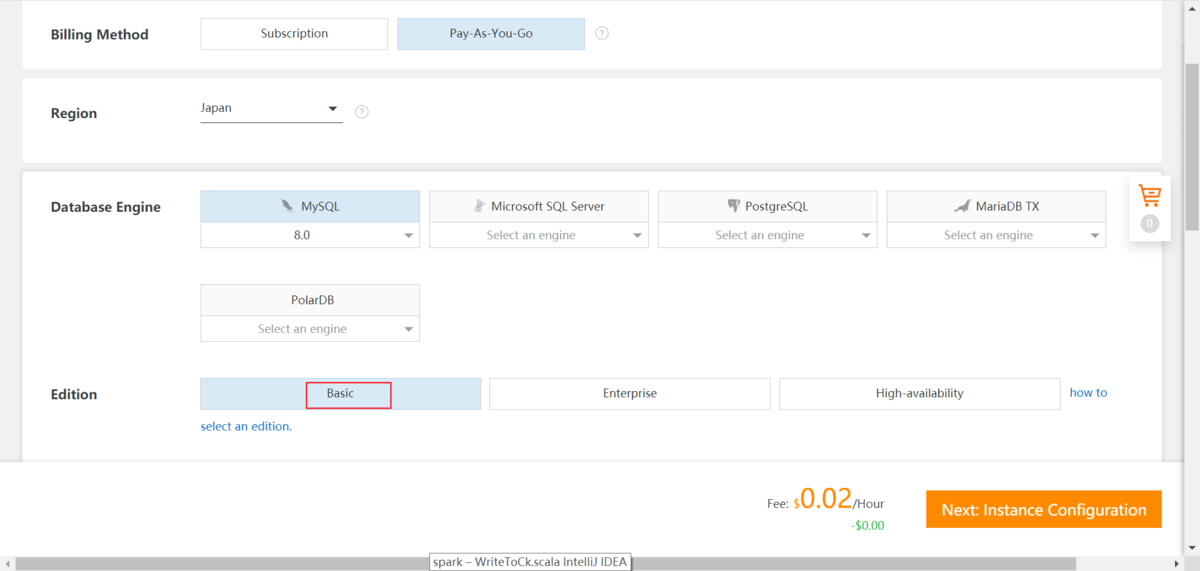 Billing Method
Subscription
Pay-As-You-Go
?
Region
Japan
?
Database Engine
MySQL
Microsoft SQL Server
PostgreSQL
MariaDB TX
8.0
Select an engine
Select an engine
Select an engine
0
PolarDB
Select an engine
Edition
Basic
Enterprise
High-availability
how to
select an edition.
Fee: $0.02/Hour
-$0.00
Next: Instance Configuration
spark – WriteToCk.scala IntelliJ IDEA